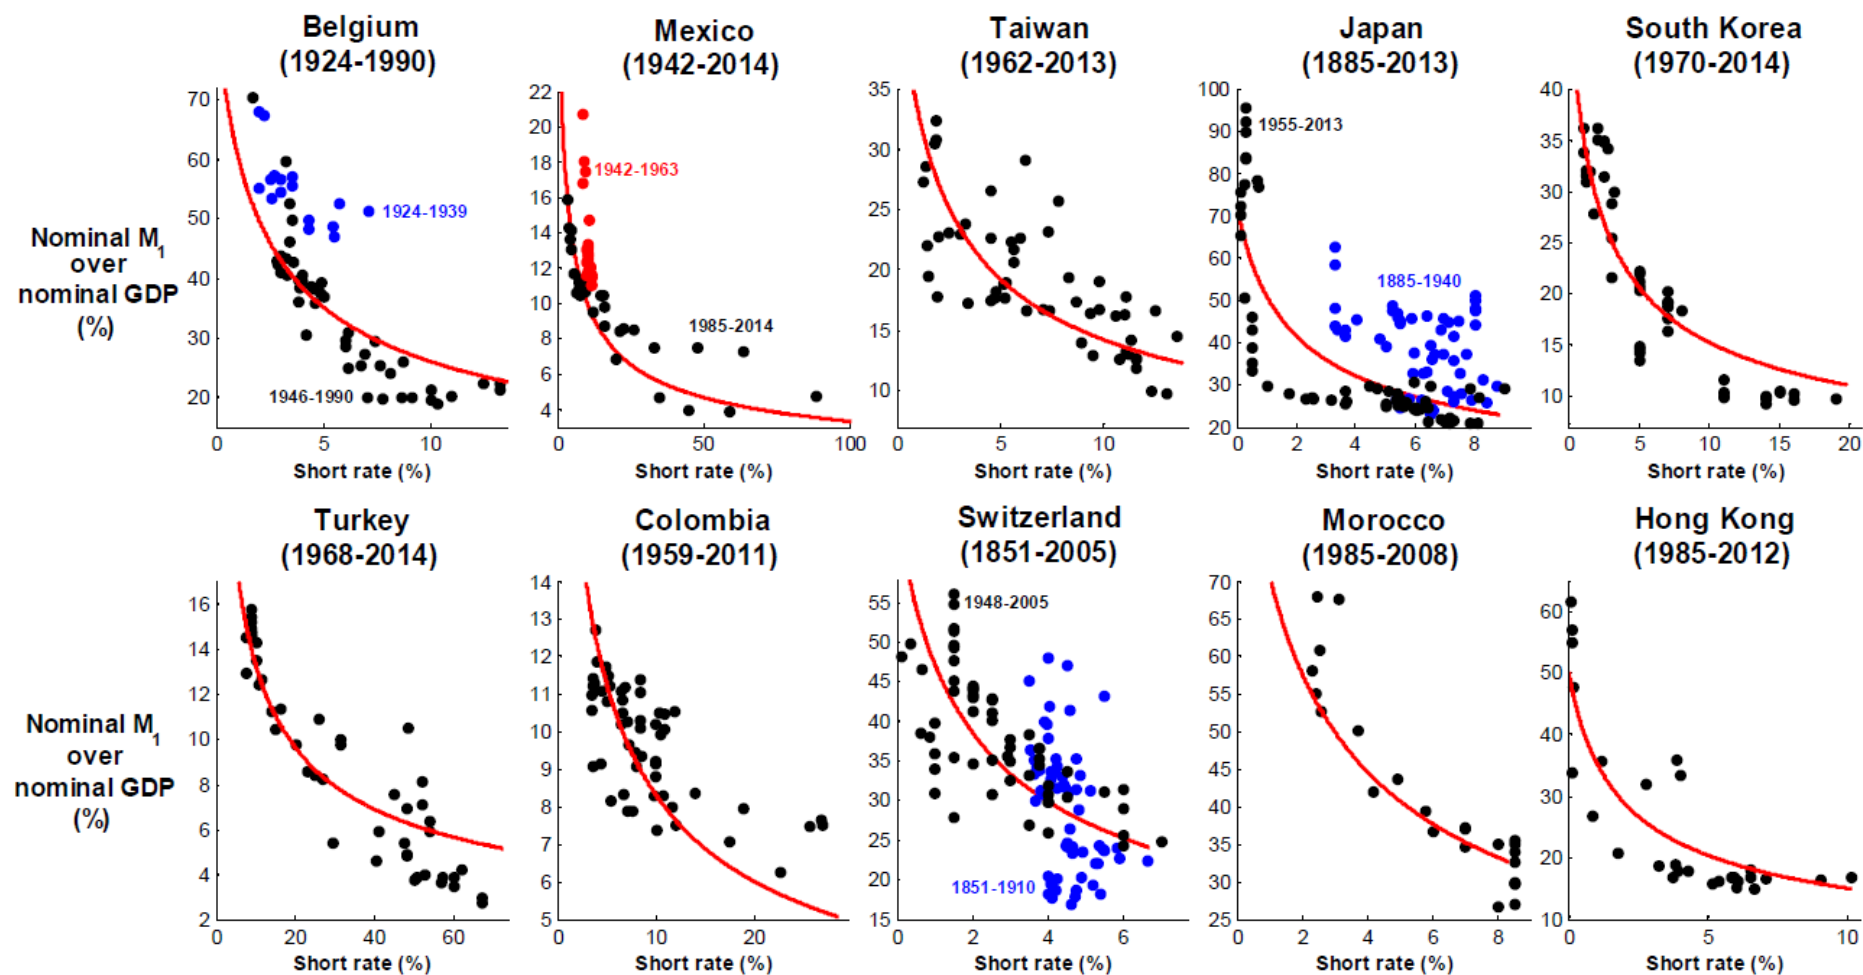 Belgium
(1924-1990)
Mexico
(1942-2014)
Taiwan
(1962-2013)
Japan
(1885-2013)
South Korea
(1970-2014)
Nominal M1
over
nominal GDP
(%)
70
60
50
40
30
20
0 5 10
Short rate (%)
1924-1939
1946-1990
22
20
18
16
14
12
10
8
6
4
0 50 100
Short rate (%)
1942-1963
1985-2014
35
30
25
20
15
10
0 5 10
Short rate (%)
100
90
80
70
60
50
40
30
20
0 2 4 6 8
Short rate (%)
1955-2013
1885-1940
40
35
30
25
20
15
10
0 5 10 15 20
Short rate (%)
Turkey
(1968-2014)
Colombia
(1959-2011)
Switzerland
(1851-2005)
Morocco
(1985-2008)
Hong Kong
(1985-2012)
Nominal M1
over
nominal GDP
(%)
16
14
12
10
8
6
4
2
0 20 40 60
Short rate (%)
14
13
12
11
10
9
8
7
6
5
0 10 20
Short rate (%)
55
50
45
40
35
30
25
20
15
0 2 4 6
Short rate (%)
1948-2005
1851-1910
70
65
60
55
50
45
40
35
30
25
0 2 4 6 8
Short rate (%)
60
50
40
30
20
10
0 5 10
Short rate (%)